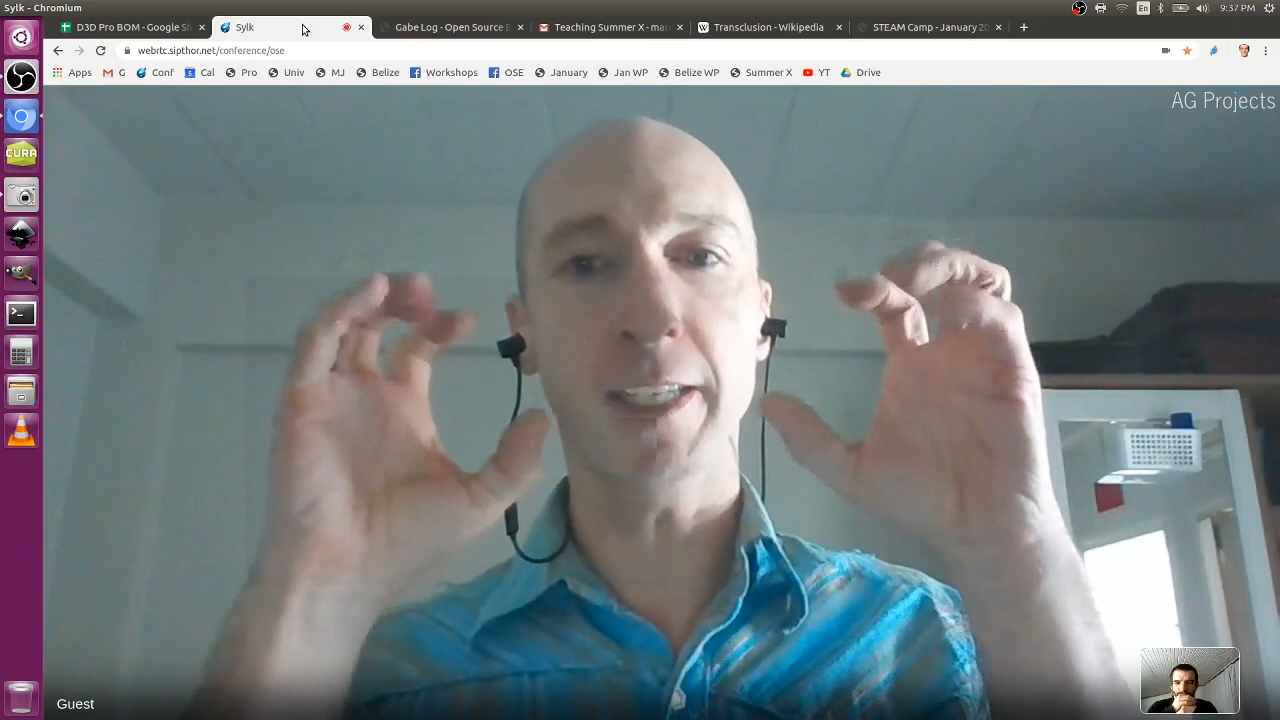 Sylk - Chromium
En
9:37 PM
D3D Pro BOM - Google Sh
Sylk
Gabe Log - Open Source E
Teaching Summer X - mar
Transclusion - Wikipedia
STEAM Camp - January 20
webrtc.sipthor.net/conference/ose
Apps
G
Conf
Cal
Pro
Univ
MJ
Belize
Workshops
OSE
January
Jan WP
Belize WP
Summer X
YT
Drive
AG Projects
CURA
Guest